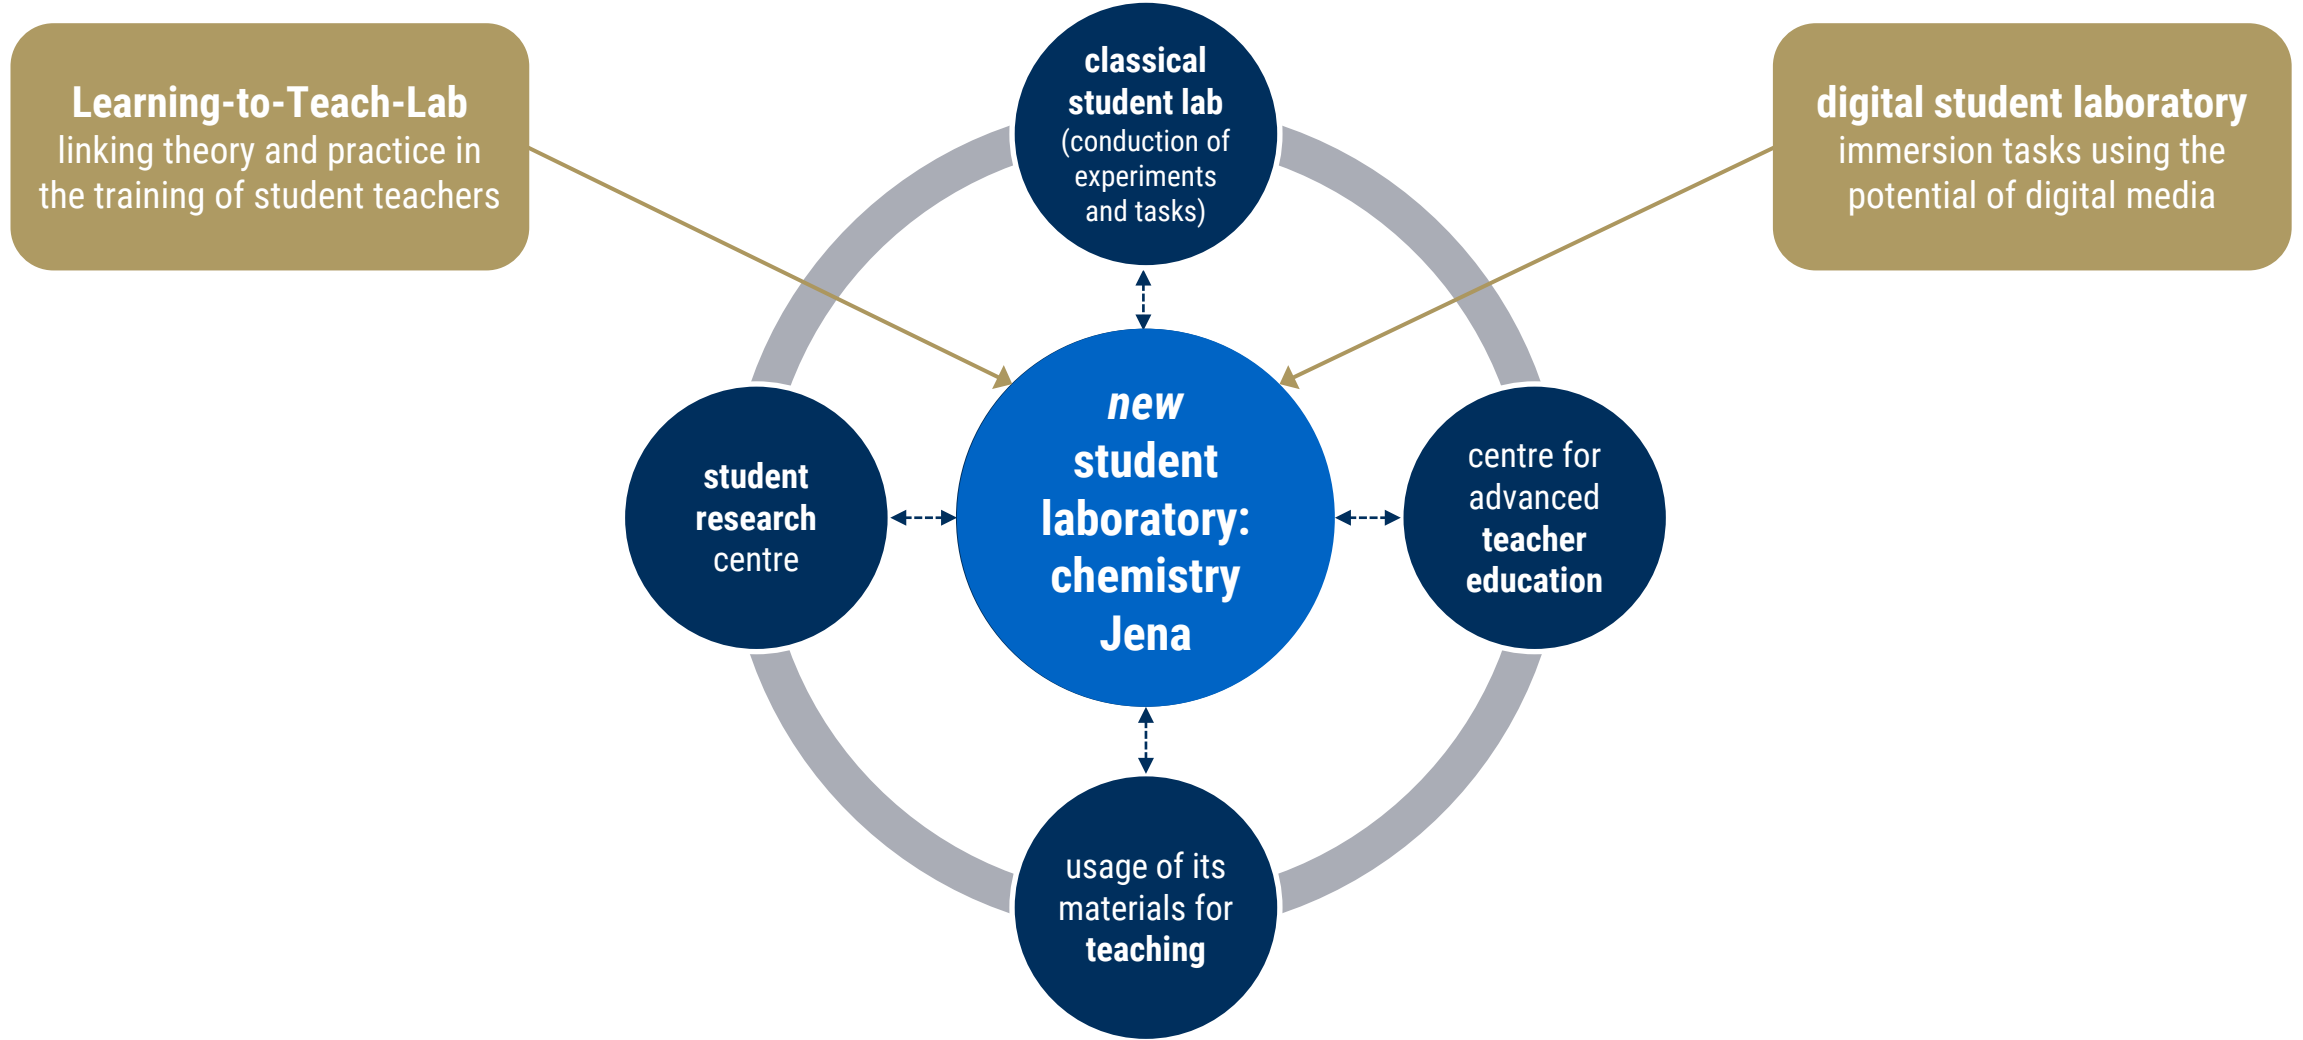 Learning-to-Teach-Lab
linking theory and practice in
the training of student teachers
classical
student lab
(conduction of
experiments
and tasks)
digital student laboratory
immersion tasks using the
potential of digital media
student
research
centre
new
student
laboratory:
chemistry
Jena
centre for
advanced
teacher
education
usage of its
materials for
teaching